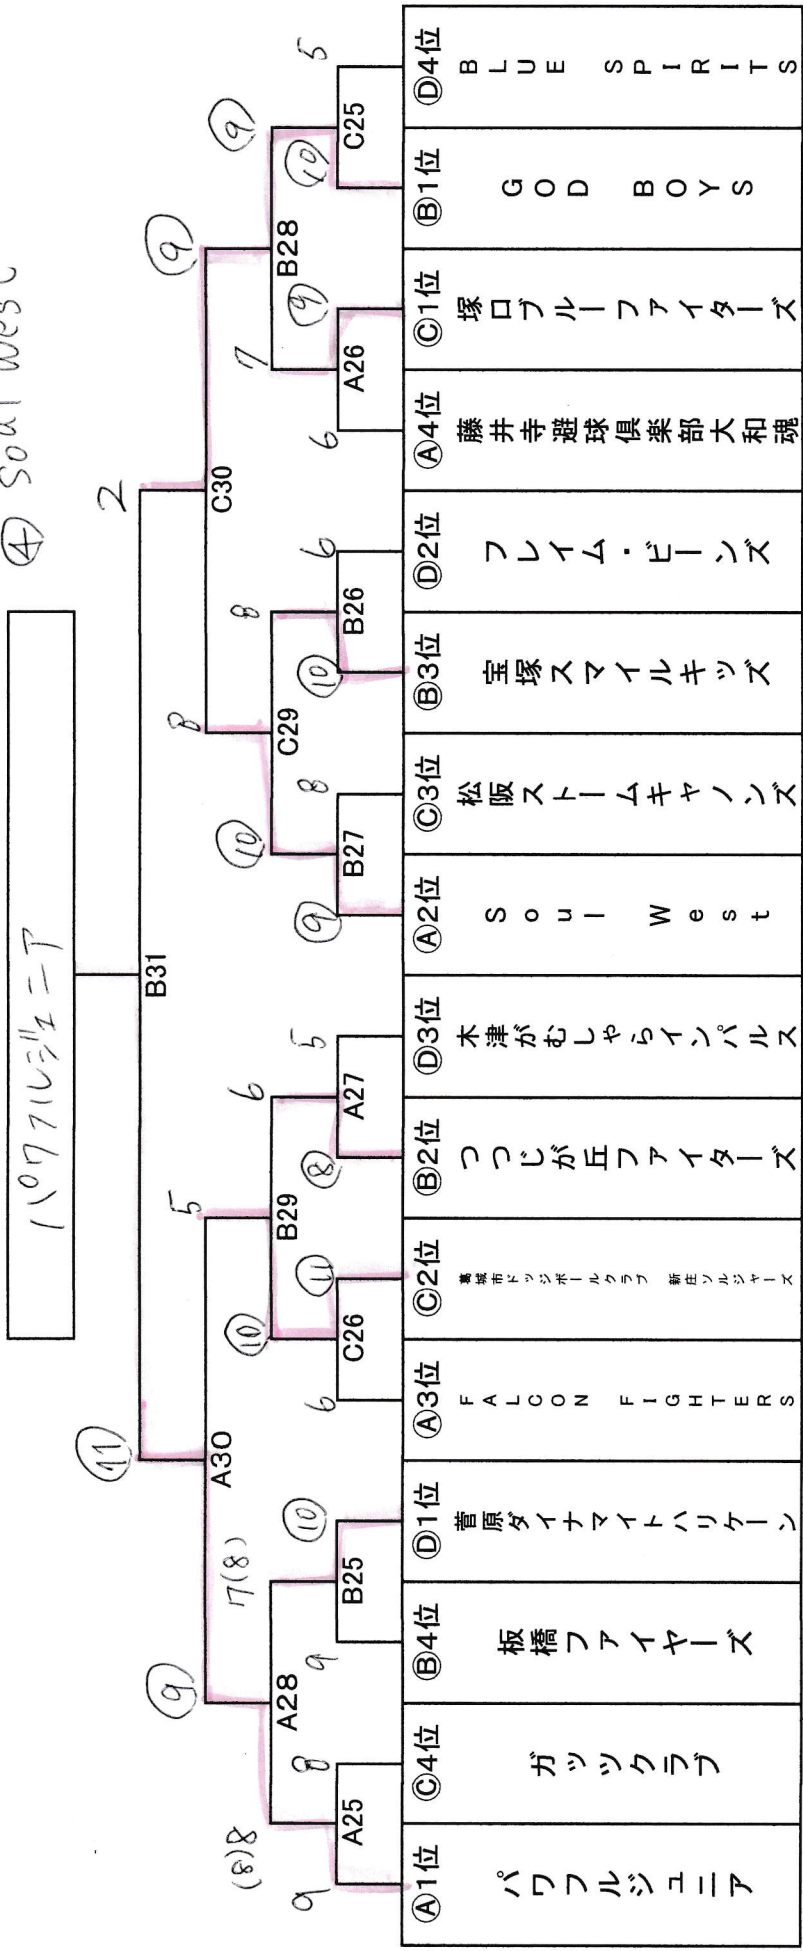 ④ Soul West
パワフルジュニア
2
B31
⑪
⑨
5
8
⑨
A30
C30
(8)8
17(8)
⑩
6
⑩
8
7
⑨
A28
B29
C29
B28
9
8
9
⑩
6
⑪
⑧
5
⑨
8
⑩
6
6
⑨
⑩
5
A25
B25
C26
A27
B27
B26
A26
C25
Ⓐ1位
パワフルジュニア
Ⓒ4位
ガッツクラブ
Ⓑ4位
板橋ファイヤーズ
Ⓓ1位
菅原ダイナマイトハリケーン
Ⓐ3位
FALCON FIGHTERS
Ⓒ2位
葛城市ドッジボールクラブ 新庄ソルジャーズ
Ⓑ2位
つつじが丘ファイターズ
Ⓓ3位
木津がむしゃらインパルス
Ⓐ2位
Soul West
Ⓒ3位
松阪ストームキャノンズ
Ⓑ3位
宝塚スマイルキッズ
Ⓓ2位
フレイム・ビーンズ
Ⓐ4位
藤井寺避球倶楽部大和魂
Ⓒ1位
塚口ブルーファイターズ
Ⓑ1位
GOD BOYS
Ⓓ4位
BLUE SPIRITS